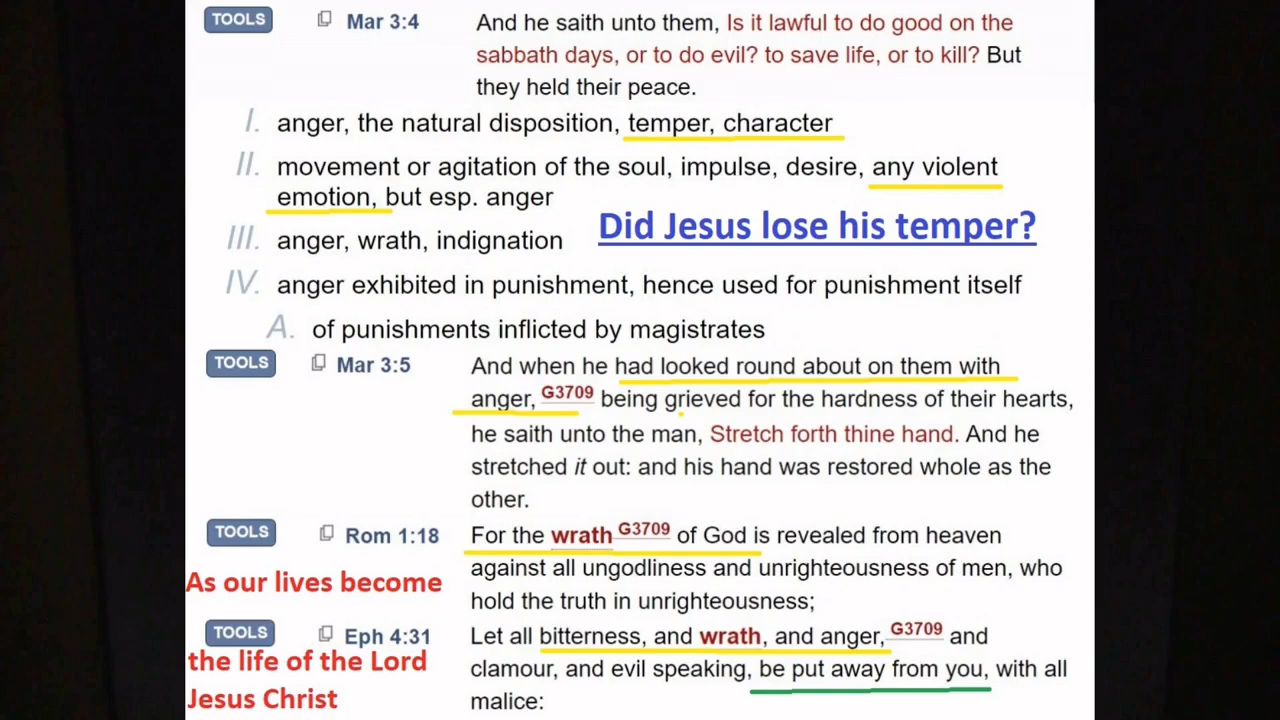 TOOLS Mar 3:4 And he saith unto them, Is it lawful to do good on the
sabbath days, or to do evil? to save life, or to kill? But
they held their peace.
I. anger, the natural disposition, temper, character
II. movement or agitation of the soul, impulse, desire, any violent
emotion, but esp. anger
Did Jesus lose his temper?
III. anger, wrath, indignation
IV. anger exhibited in punishment, hence used for punishment itself
A. of punishments inflicted by magistrates
TOOLS Mar 3:5 And when he had looked round about on them with
anger, G3709 being grieved for the hardness of their hearts,
he saith unto the man, Stretch forth thine hand. And he
stretched it out: and his hand was restored whole as the
other.
TOOLS Rom 1:18 For the wrath G3709 of God is revealed from heaven
against all ungodliness and unrighteousness of men, who
hold the truth in unrighteousness;
As our lives become
TOOLS Eph 4:31 Let all bitterness, and wrath, and anger, G3709 and
clamour, and evil speaking, be put away from you, with all
malice:
the life of the Lord
Jesus Christ